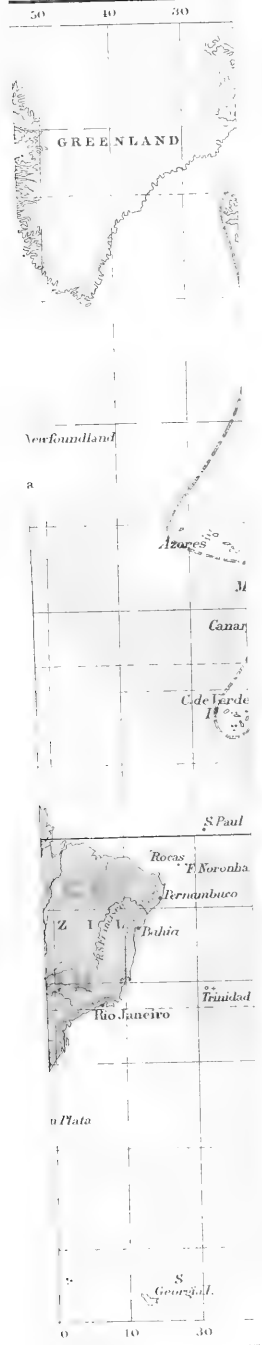 50 40 30
GREENLAND
Newfoundland
a
Azores
M
Canar
C. de Verde
I.s
S. Paul
Rocas
F. Noronha
Pernambuco
Z I L
R. S. Francisco
Bahia
Trinidad
Rio Janeiro
a Plata
S
Georgia I.
0 10 30